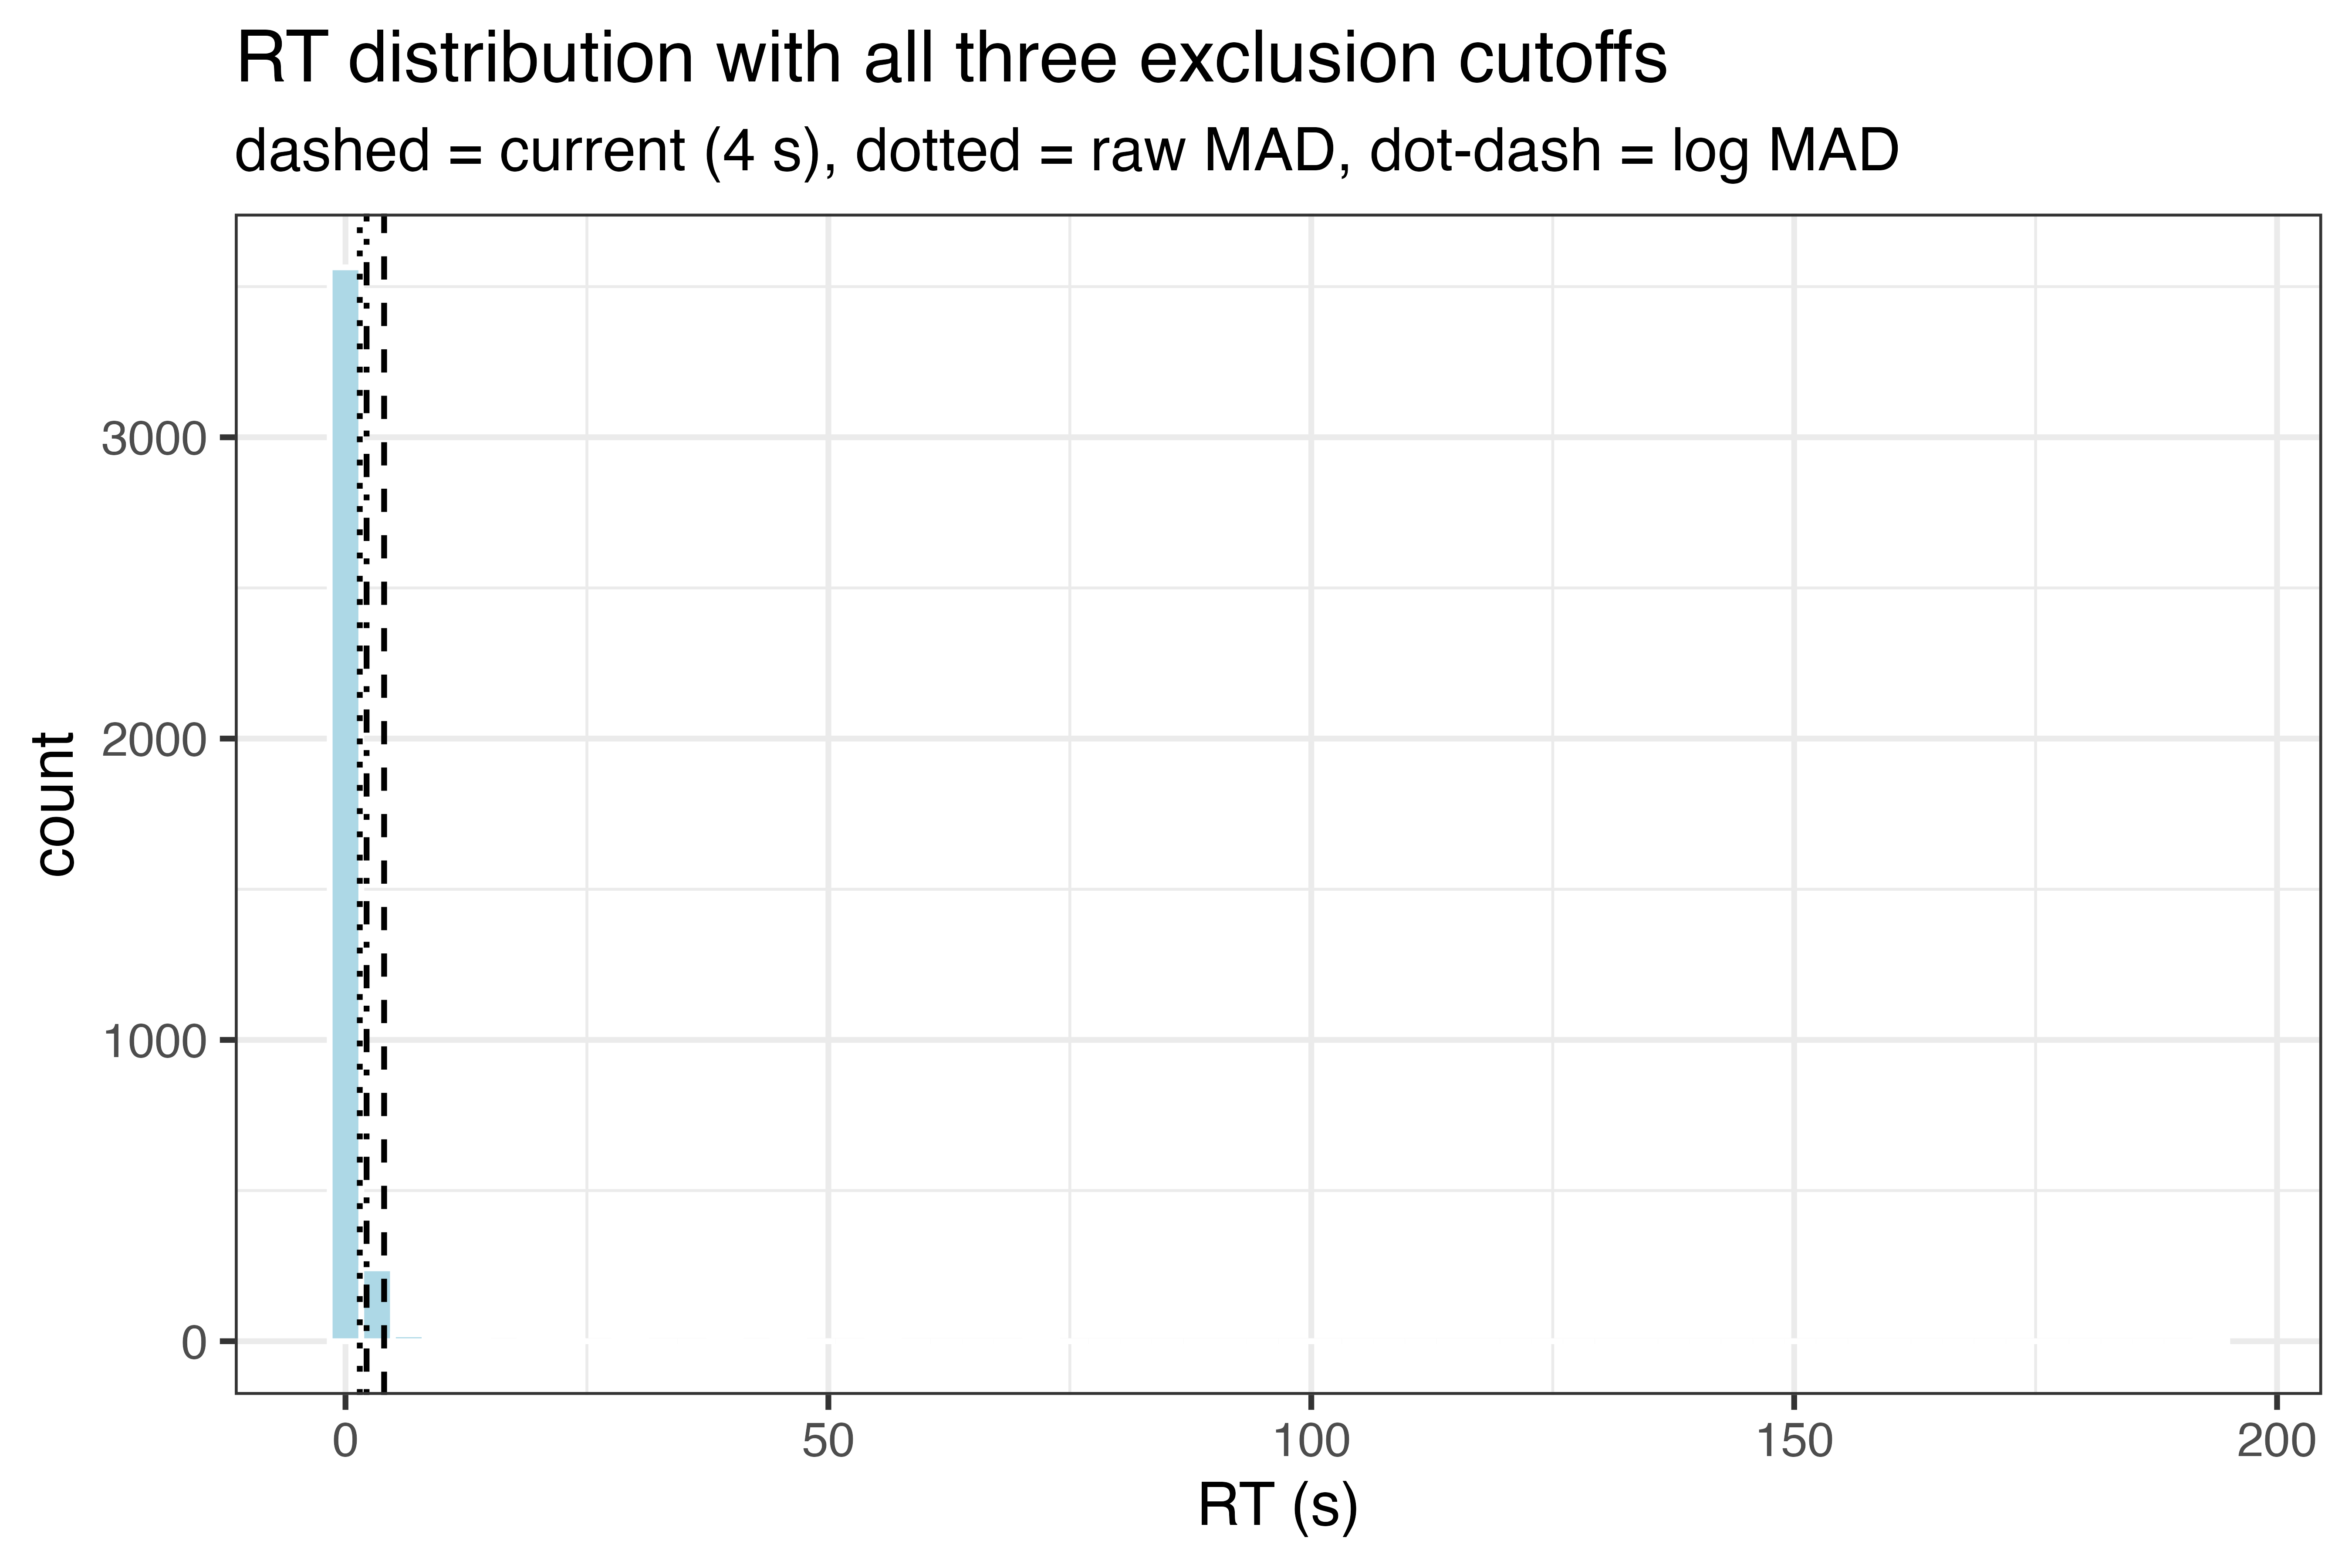 RT distribution with all three exclusion cutoffs
dashed = current (4 s), dotted = raw MAD, dot-dash = log MAD
count
3000
2000
1000
0
0 50 100 150 200
RT (s)